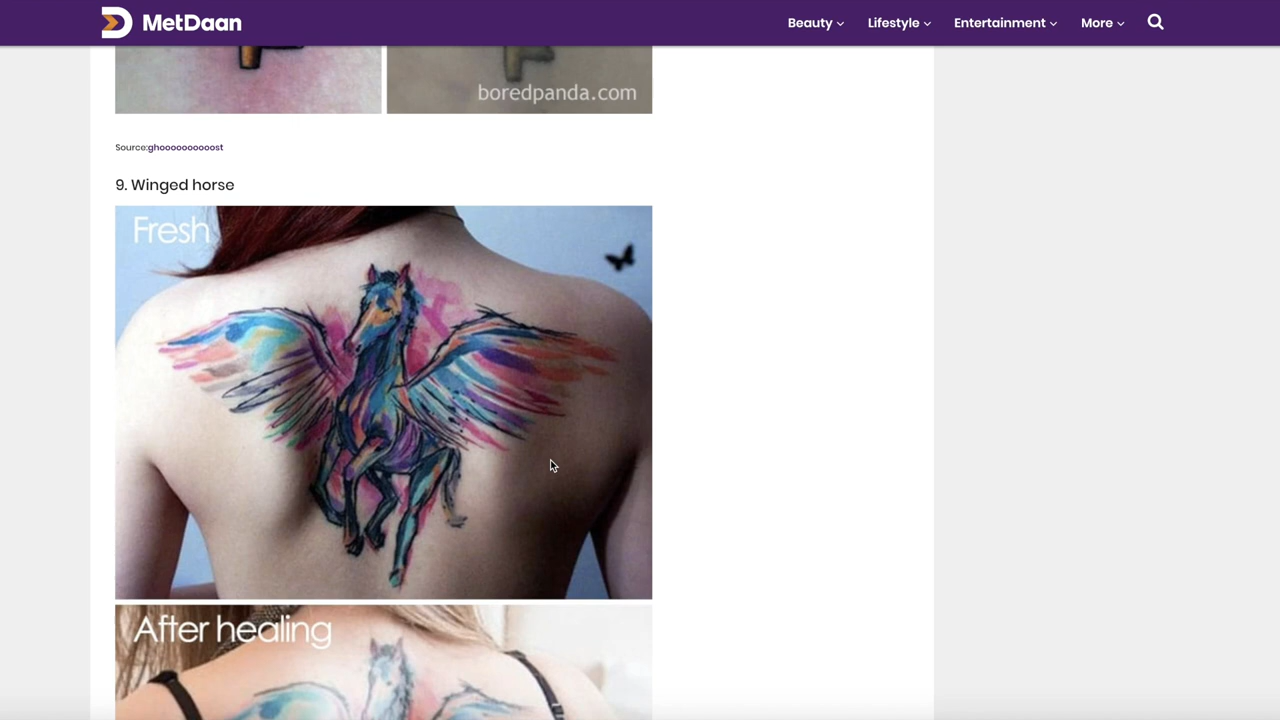 MetDaan
Beauty Lifestyle Entertainment More
boredpanda.com
Source:ghoooooooooost
9. Winged horse
Fresh
After healing